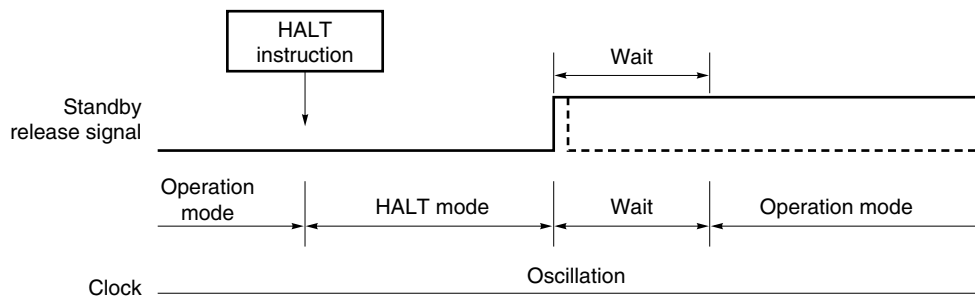 HALT
instruction
Wait
Standby
release signal
Operation
mode
HALT mode
Wait
Operation mode
Oscillation
Clock